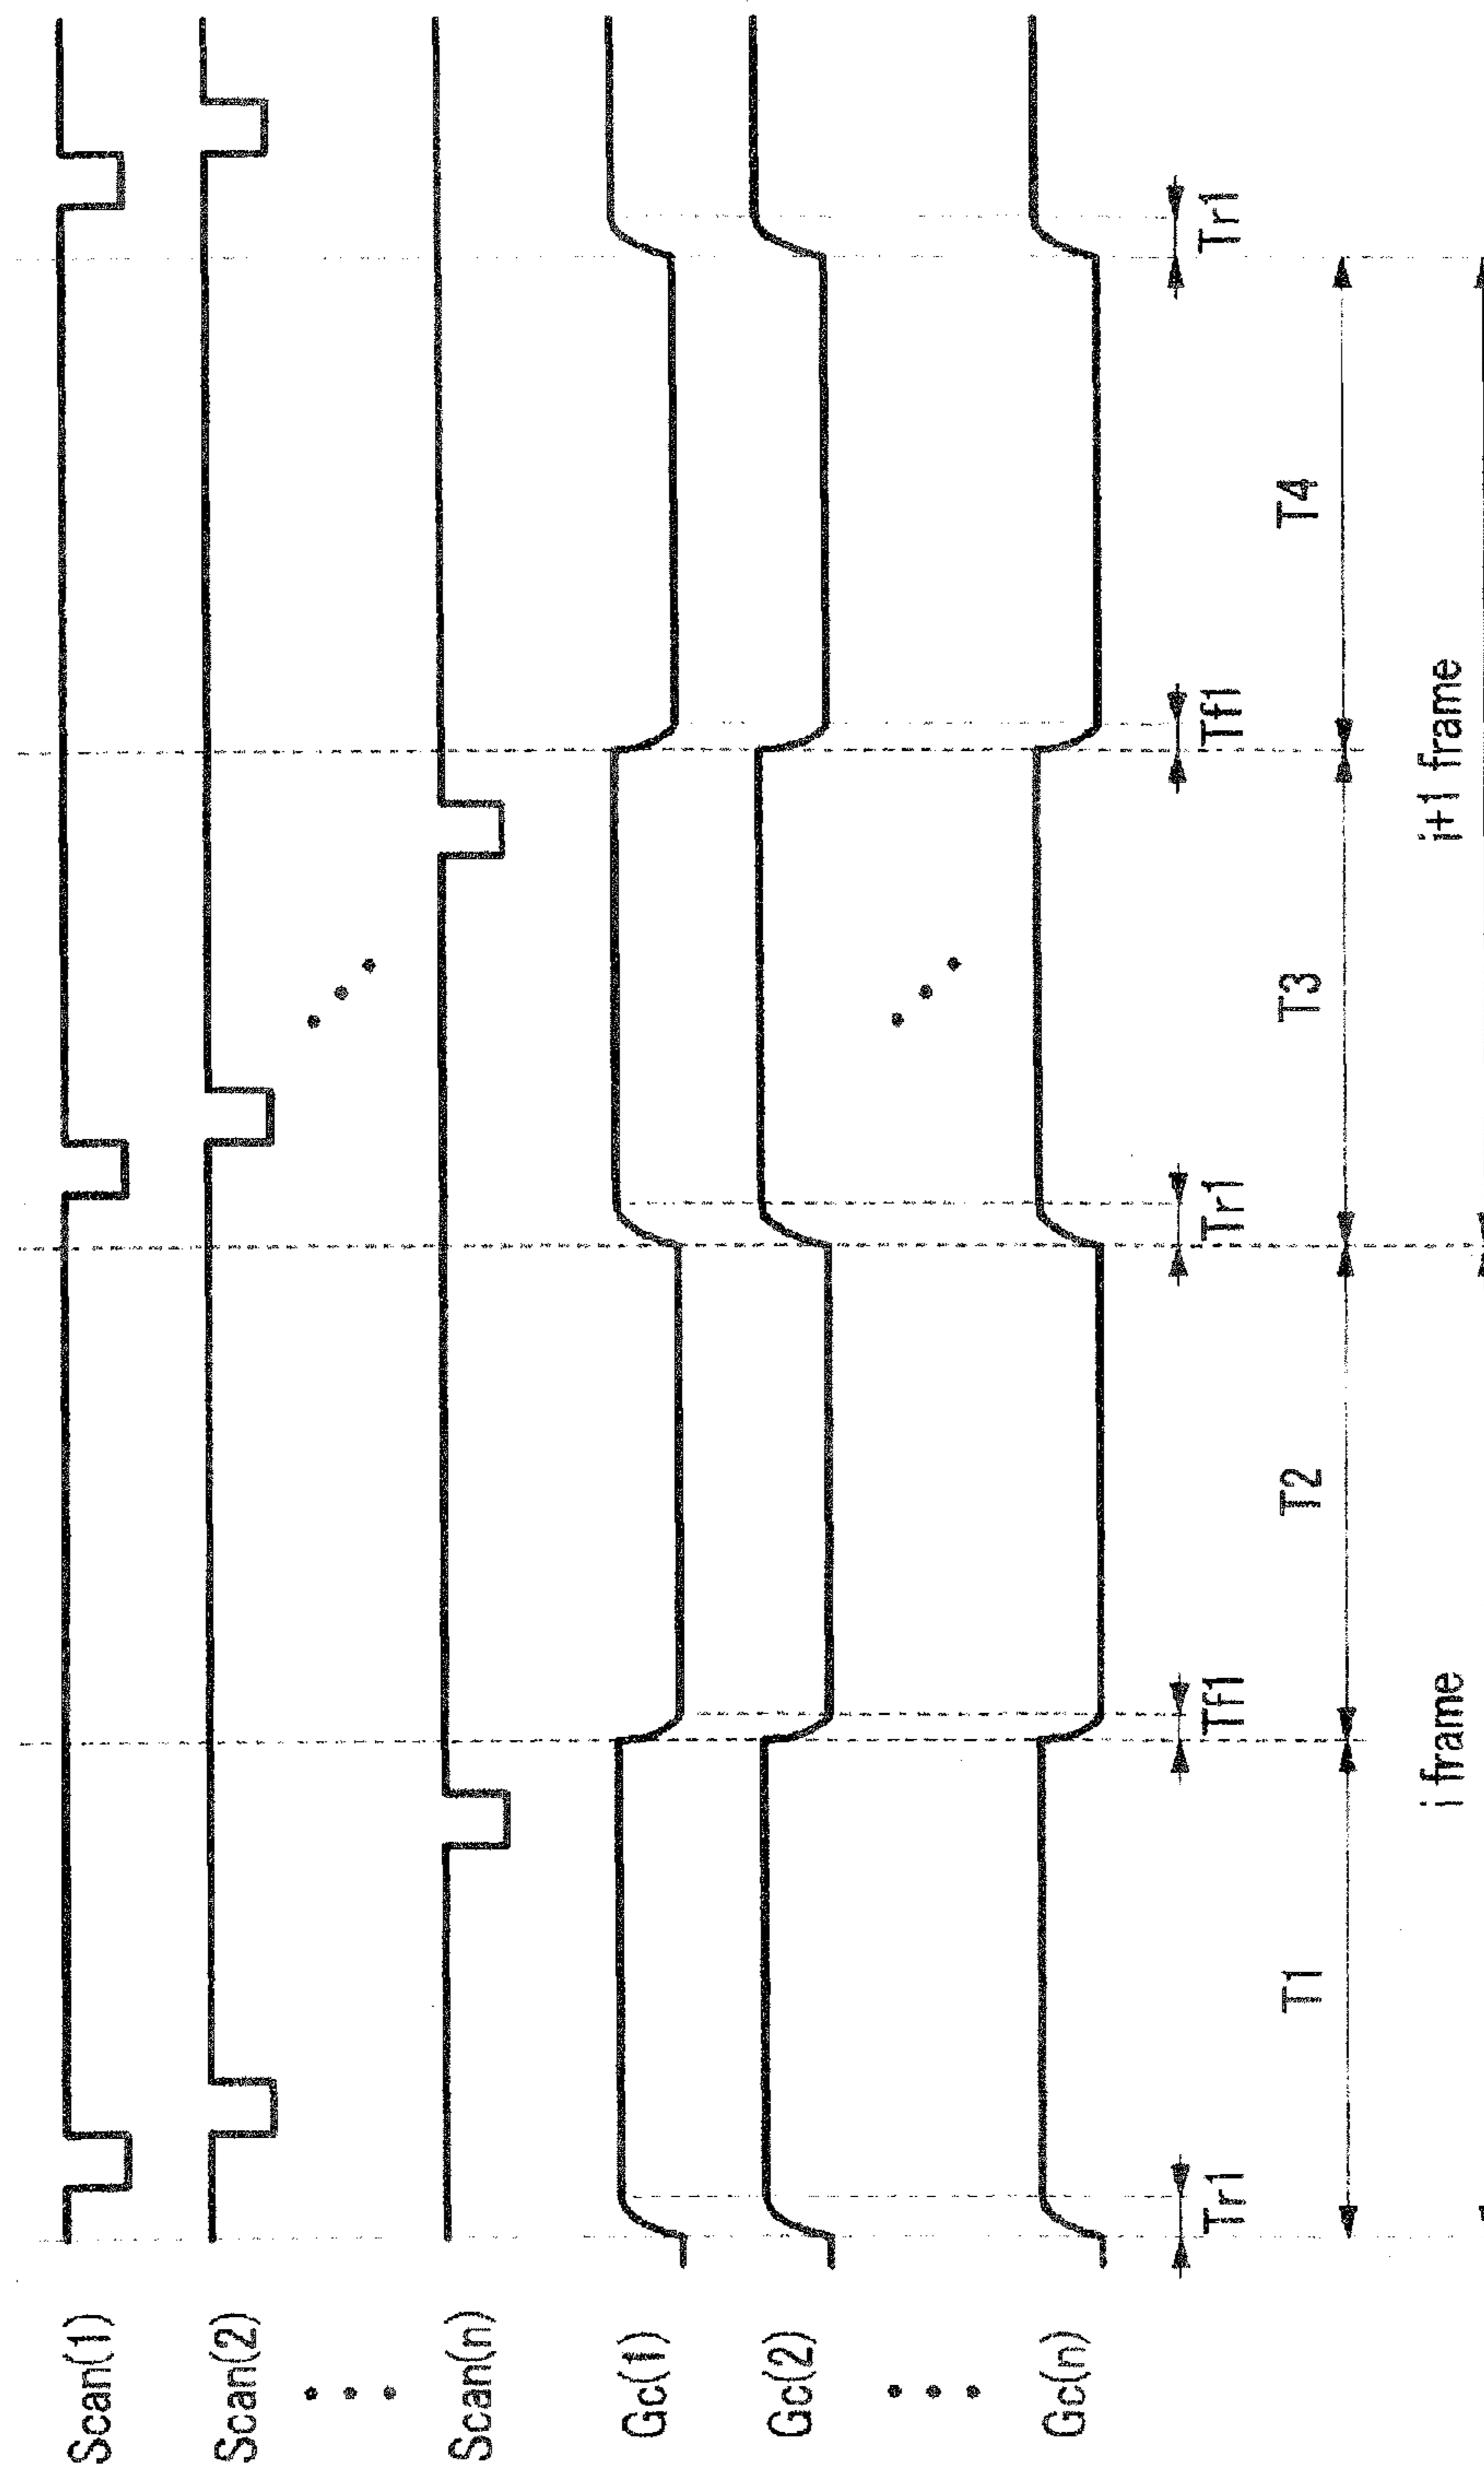 Scan(1)
Scan(2)
Scan(n)
Gc(1)
Gc(2)
Gc(n)
Tr1
Tf1
Tr1
Tf1
Tr1
T1
T2
T3
T4
i frame
i+1 frame